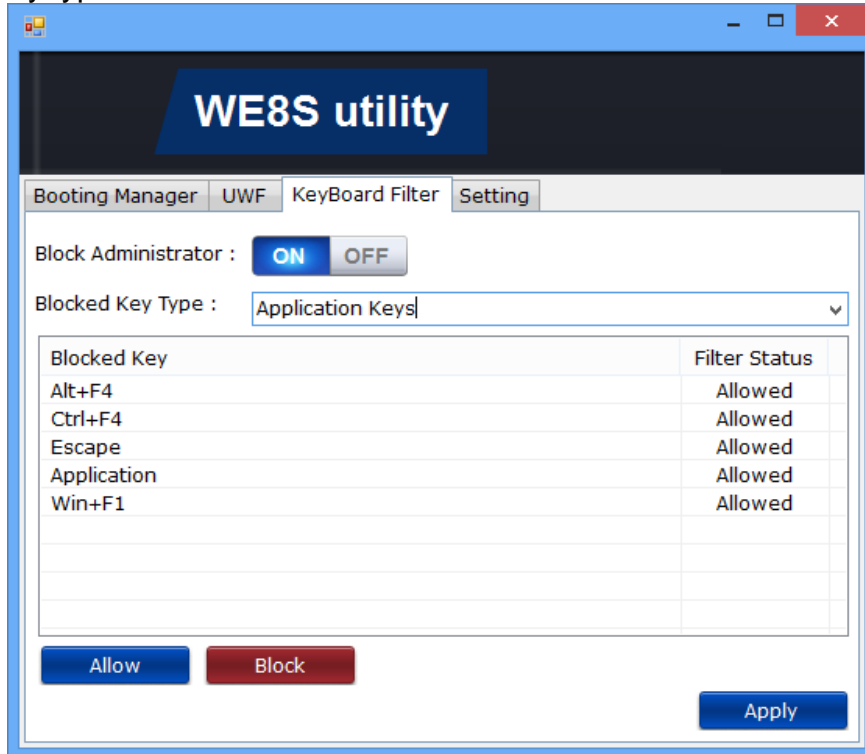 WE8S utility
Booting Manager UWF KeyBoard Filter Setting
Block Administrator : ON OFF
Blocked Key Type : Application Keys
Blocked Key Filter Status
Alt+F4 Allowed
Ctrl+F4 Allowed
Escape Allowed
Application Allowed
Win+F1 Allowed
Allow Block
Apply